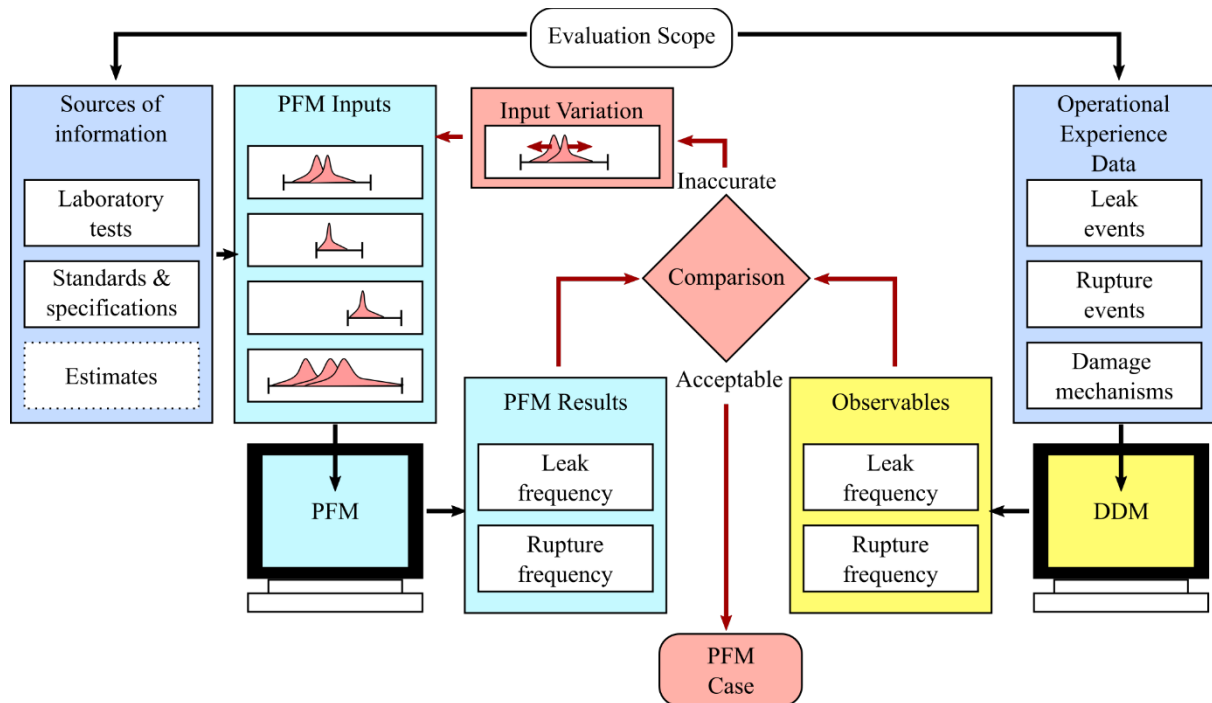 Evaluation Scope
Sources of
information
Laboratory
tests
Standards &
specifications
Estimates
PFM Inputs
Input Variation
Inaccurate
Comparison
Acceptable
Operational
Experience
Data
Leak
events
Rupture
events
Damage
mechanisms
PFM
PFM Results
Leak
frequency
Rupture
frequency
Observables
Leak
frequency
Rupture
frequency
DDM
PFM
Case